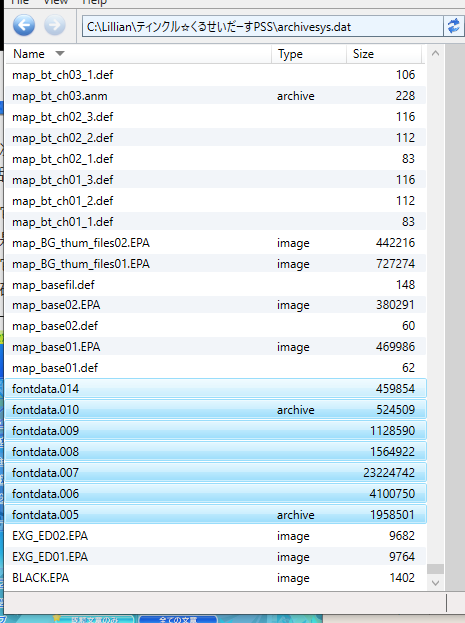 File View Help
C:\Lillian\ティンクル☆くるせいだーすPSS\archivesys.dat
Name Type Size
map_bt_ch03_1.def 106
map_bt_ch03.anm archive 228
map_bt_ch02_3.def 116
map_bt_ch02_2.def 112
map_bt_ch02_1.def 83
map_bt_ch01_3.def 116
map_bt_ch01_2.def 112
map_bt_ch01_1.def 83
map_BG_thum_files02.EPA image 442216
map_BG_thum_files01.EPA image 727274
map_basefil.def 148
map_base02.EPA image 380291
map_base02.def 60
map_base01.EPA image 469986
map_base01.def 62
fontdata.014 459854
fontdata.010 archive 524509
fontdata.009 1128590
fontdata.008 1564922
fontdata.007 23224742
fontdata.006 4100750
fontdata.005 archive 1958501
EXG_ED02.EPA image 9682
EXG_ED01.EPA image 9764
BLACK.EPA image 1402
全ての文章